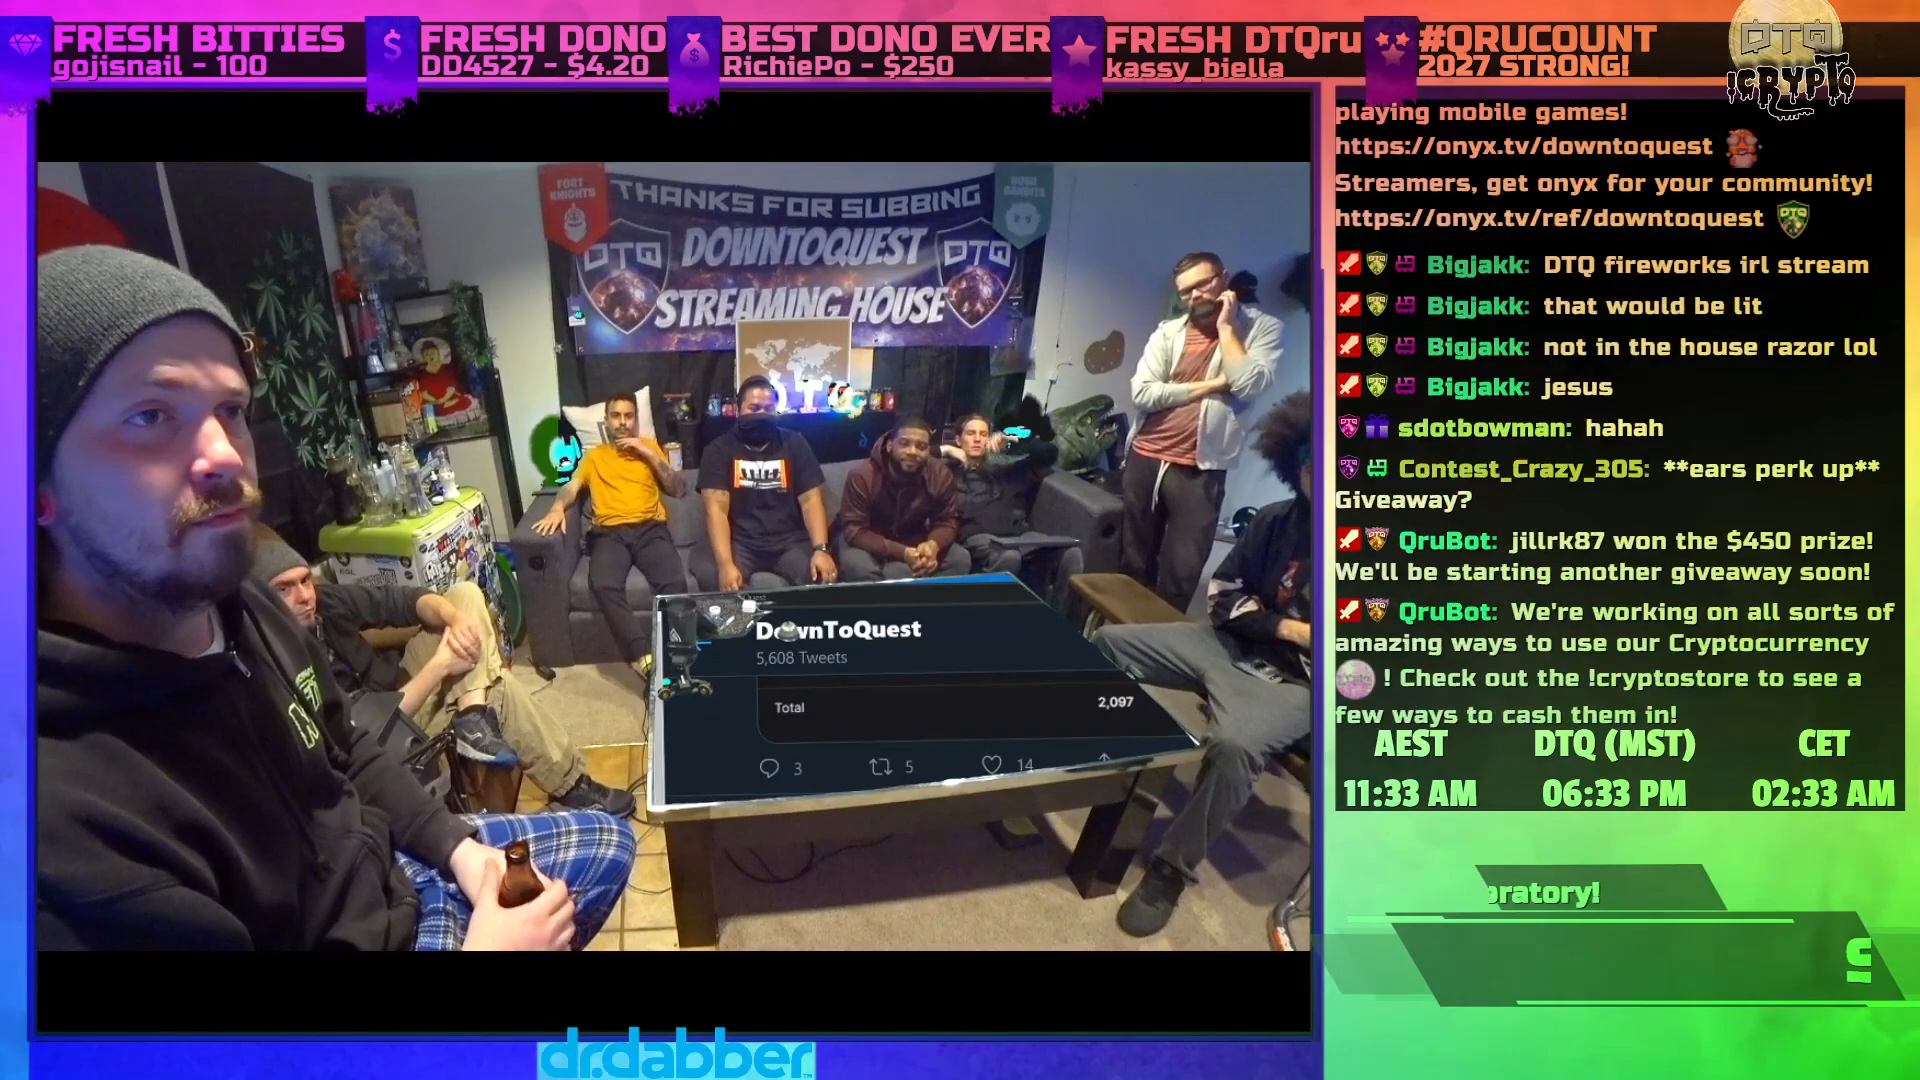 FRESH BITTIES
gojisnail - 100
FRESH DONO
DD4527 - $4.20
BEST DONO EVER
RichiePo - $250
FRESH DTQru
kassy_biella
#QRUCOUNT
2027 STRONG!
DTQ
!CRYPTO
FORT
KNIGHTS
THANKS FOR SUBBING
DTQ
DOWNTOQUEST
DTQ
STREAMING HOUSE
BUSH
BANDITS
DownToQuest
5,608 Tweets
Total
2,097
3
5
14
dr.dabber
playing mobile games!
https://onyx.tv/downtoquest
Streamers, get onyx for your community!
https://onyx.tv/ref/downtoquest
Bigjakk: DTQ fireworks irl stream
Bigjakk: that would be lit
Bigjakk: not in the house razor lol
Bigjakk: jesus
sdotbowman: hahah
Contest_Crazy_305: **ears perk up**
Giveaway?
QruBot: jillrk87 won the $450 prize!
We'll be starting another giveaway soon!
QruBot: We're working on all sorts of
amazing ways to use our Cryptocurrency
! Check out the !cryptostore to see a
few ways to cash them in!
AEST
DTQ (MST)
CET
11:33 AM
06:33 PM
02:33 AM
oratory!